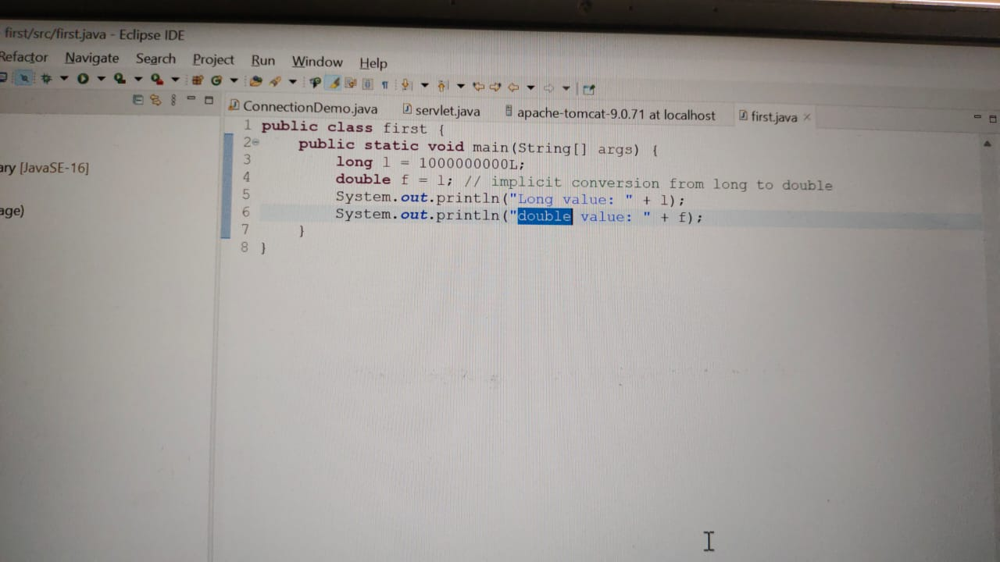 first/src/first.java - Eclipse IDE
Refactor Navigate Search Project Run Window Help
ConnectionDemo.java servlet.java apache-tomcat-9.0.71 at localhost first.java
1 public class first {
2 public static void main(String[] args) {
3 long l = 1000000000L;
4 double f = l; // implicit conversion from long to double
5 System.out.println("Long value: " + l);
6 System.out.println("double value: " + f);
7 }
8 }
ary [JavaSE-16]
age)